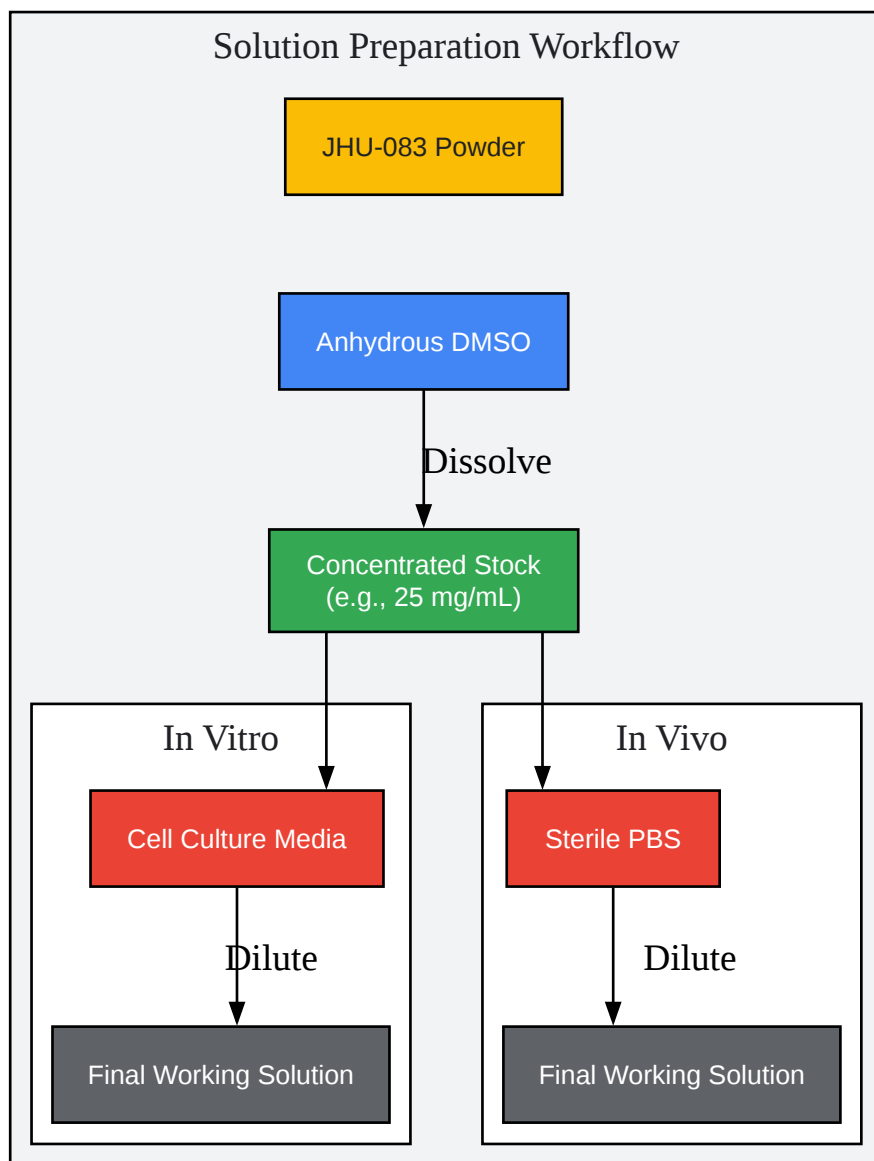 Solution Preparation Workflow
JHU-083 Powder
Anhydrous DMSO
Dissolve
Concentrated Stock
(e.g., 25 mg/mL)
In Vitro
Cell Culture Media
Dilute
Final Working Solution
In Vivo
Sterile PBS
Dilute
Final Working Solution